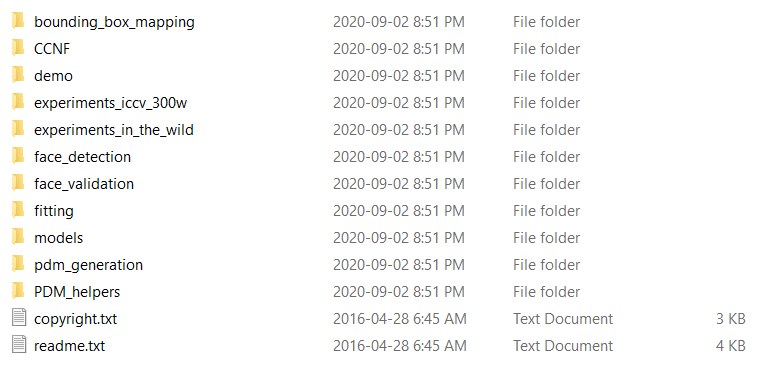 bounding_box_mapping 2020-09-02 8:51 PM File folder
CCNF 2020-09-02 8:51 PM File folder
demo 2020-09-02 8:51 PM File folder
experiments_iccv_300w 2020-09-02 8:51 PM File folder
experiments_in_the_wild 2020-09-02 8:51 PM File folder
face_detection 2020-09-02 8:51 PM File folder
face_validation 2020-09-02 8:51 PM File folder
fitting 2020-09-02 8:51 PM File folder
models 2020-09-02 8:51 PM File folder
pdm_generation 2020-09-02 8:51 PM File folder
PDM_helpers 2020-09-02 8:51 PM File folder
copyright.txt 2016-04-28 6:45 AM Text Document 3 KB
readme.txt 2016-04-28 6:45 AM Text Document 4 KB